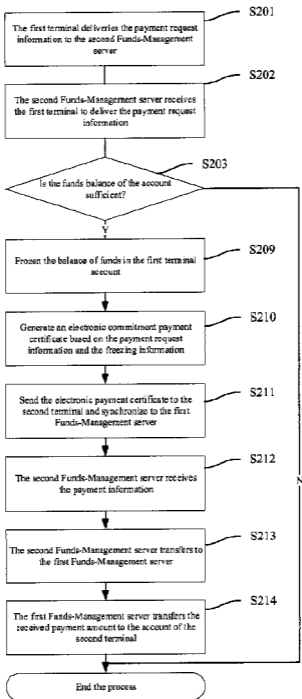 S201
The first terminal deliveries the payment request
information to the second Funds-Management
server
S202
The second Funds-Management server receives
the first terminal to deliver the payment request
information
S203
Is the funds balance of the account
sufficient?
Y
S209
Frozen the balance of funds in the first terminal
account
S210
Generate an electronic commitment payment
certificate based on the payment request
information and the freezing information
S211
Send the electronic payment certificate to the
second terminal and synchronize to the first
Funds-Management server
S212
The second Funds-Management server receives
the payment information
N
S213
The second Funds-Management server transfers to
the first Funds-Management server
S214
The first Funds-Management server transfers the
received payment amount to the account of the
second terminal
End the process